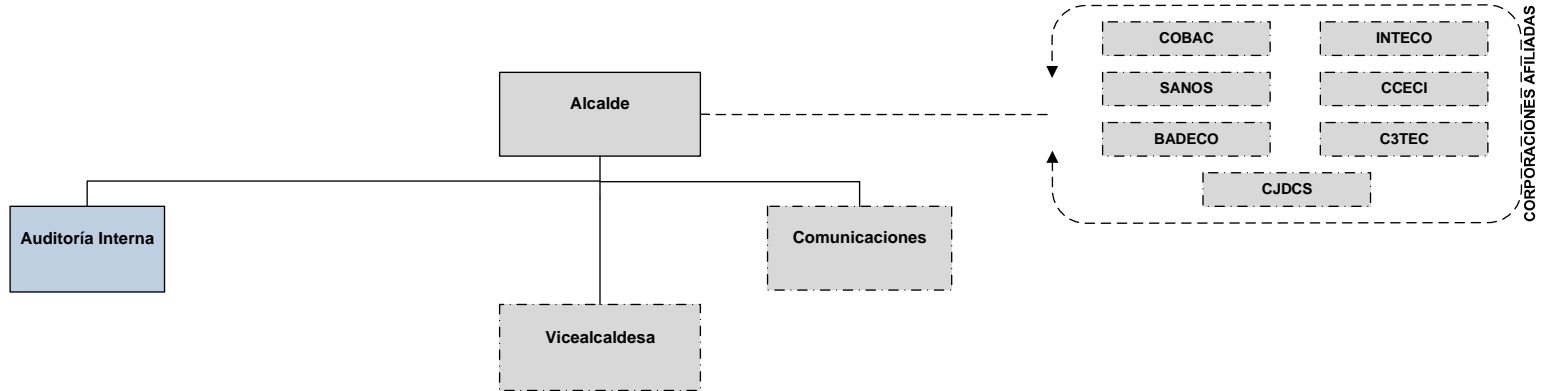 COBAC
INTECO
Alcalde
SANOS
CCECI
BADECO
C3TEC
CJDCS
CORPORACIONES AFILIADAS
Auditoría Interna
Comunicaciones
Vicealcaldesa